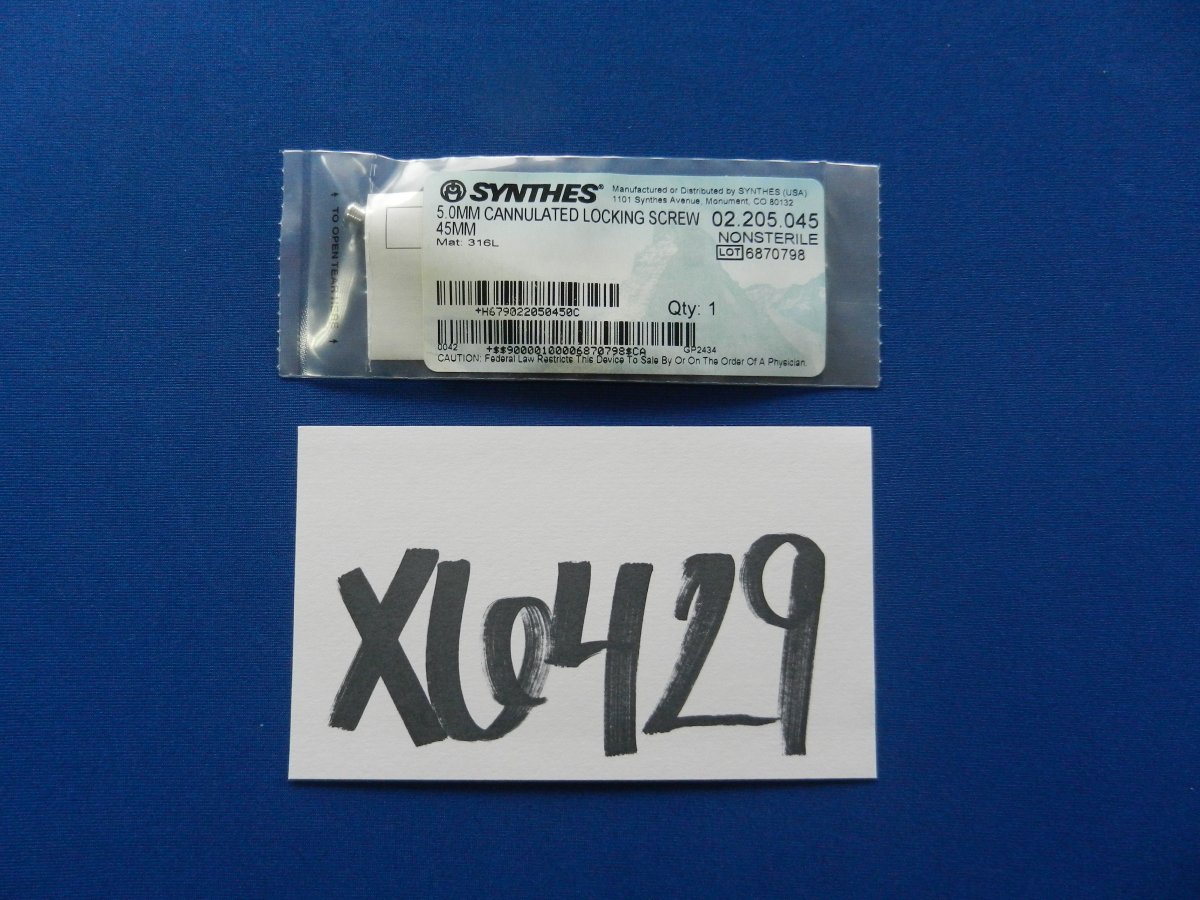 SYNTHES®
Manufactured or Distributed by SYNTHES (USA)
1101 Synthes Avenue, Monument, CO 80132
5.0MM CANNULATED LOCKING SCREW
45MM
Mat: 316L
02.205.045
NONSTERILE
LOT 6870798
+H679022050450C
Qty: 1
0042
+$$90000100006870798$CA
GP2434
CAUTION: Federal Law Restricts This Device To Sale By Or On The Order Of A Physician.
↑ TO OPEN TEAR HERE ↑
X6429